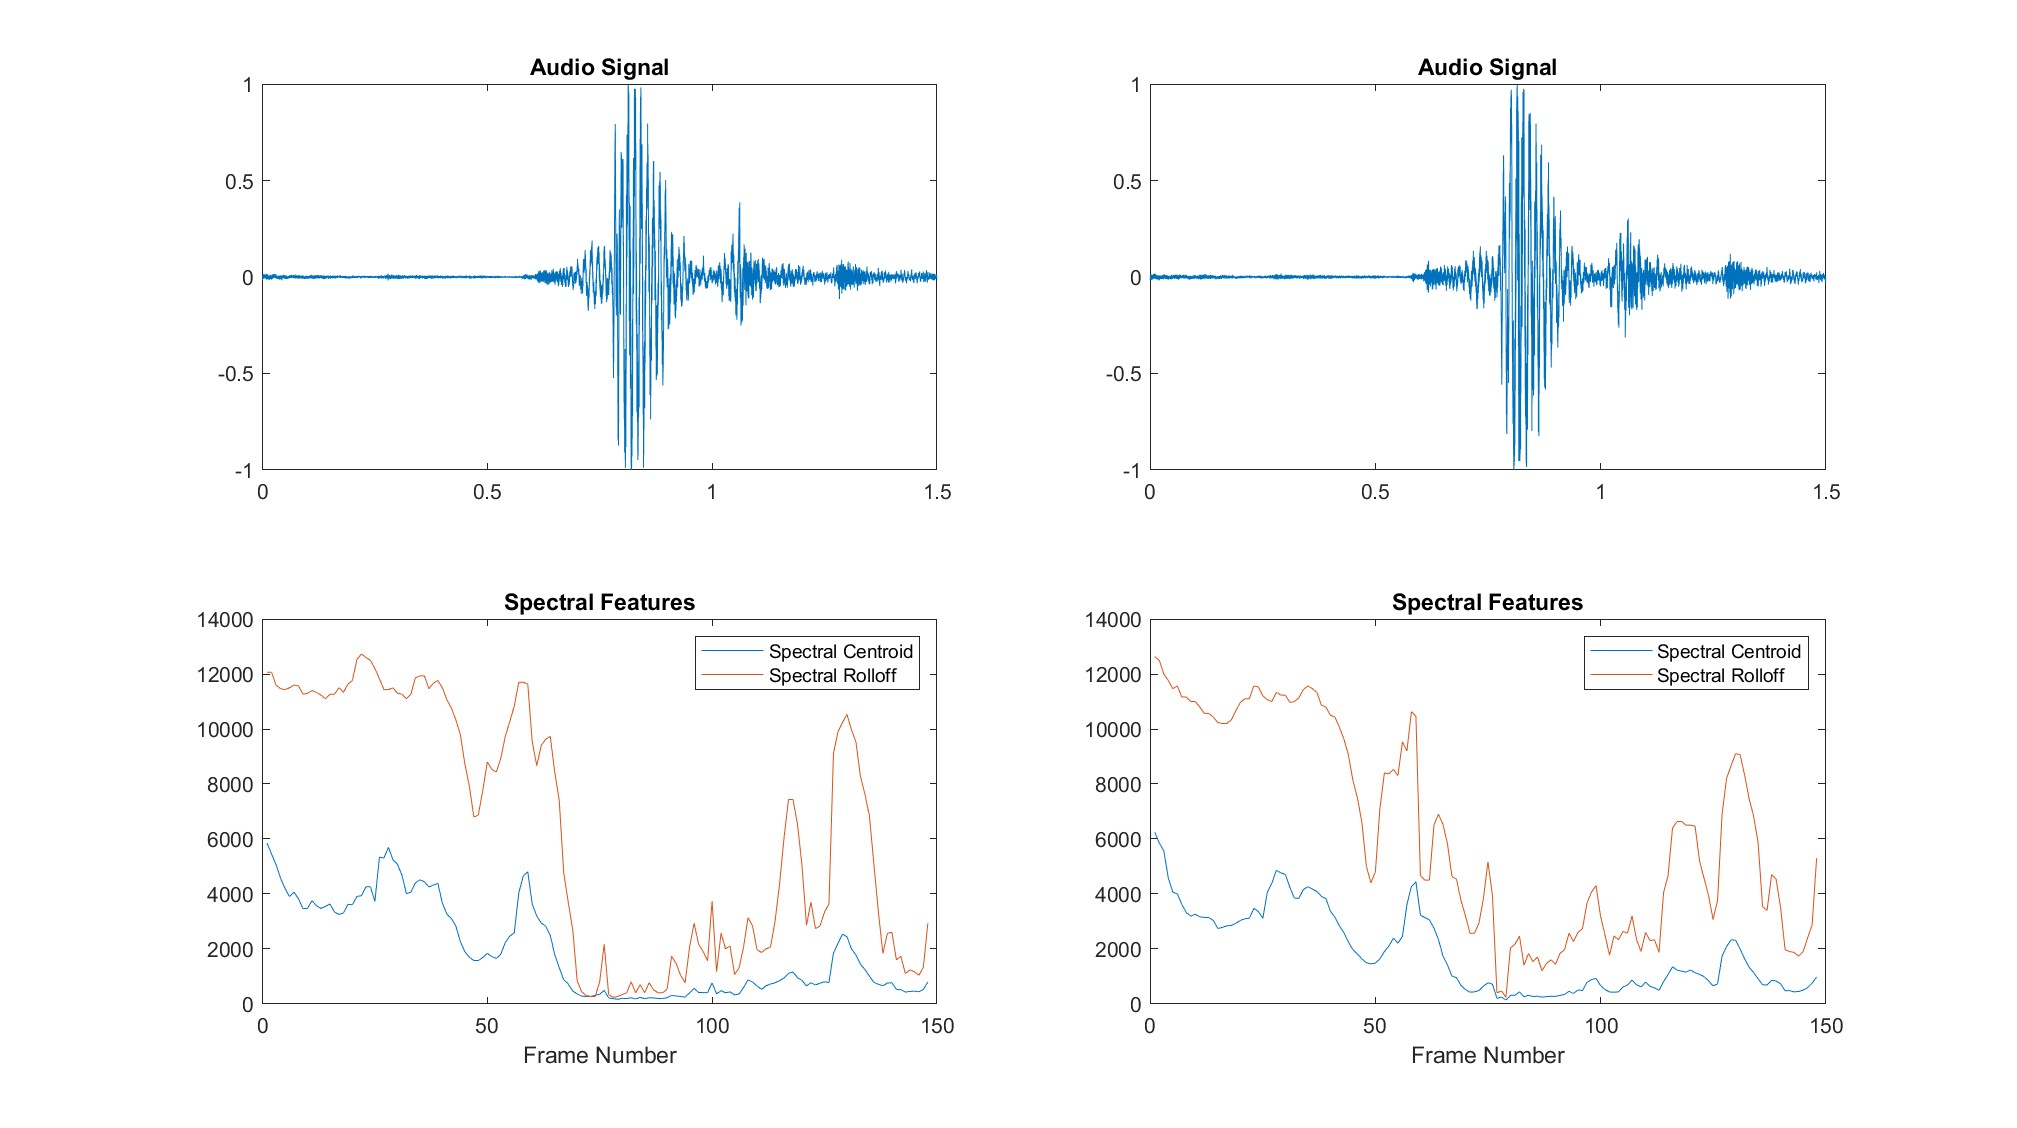 Audio Signal
1
0.5
0
-0.5
-1
0 0.5 1 1.5
Audio Signal
1
0.5
0
-0.5
-1
0 0.5 1 1.5
Spectral Features
14000
12000
10000
8000
6000
4000
2000
0
Spectral Centroid
Spectral Rolloff
0 50 100 150
Frame Number
Spectral Features
14000
12000
10000
8000
6000
4000
2000
0
Spectral Centroid
Spectral Rolloff
0 50 100 150
Frame Number